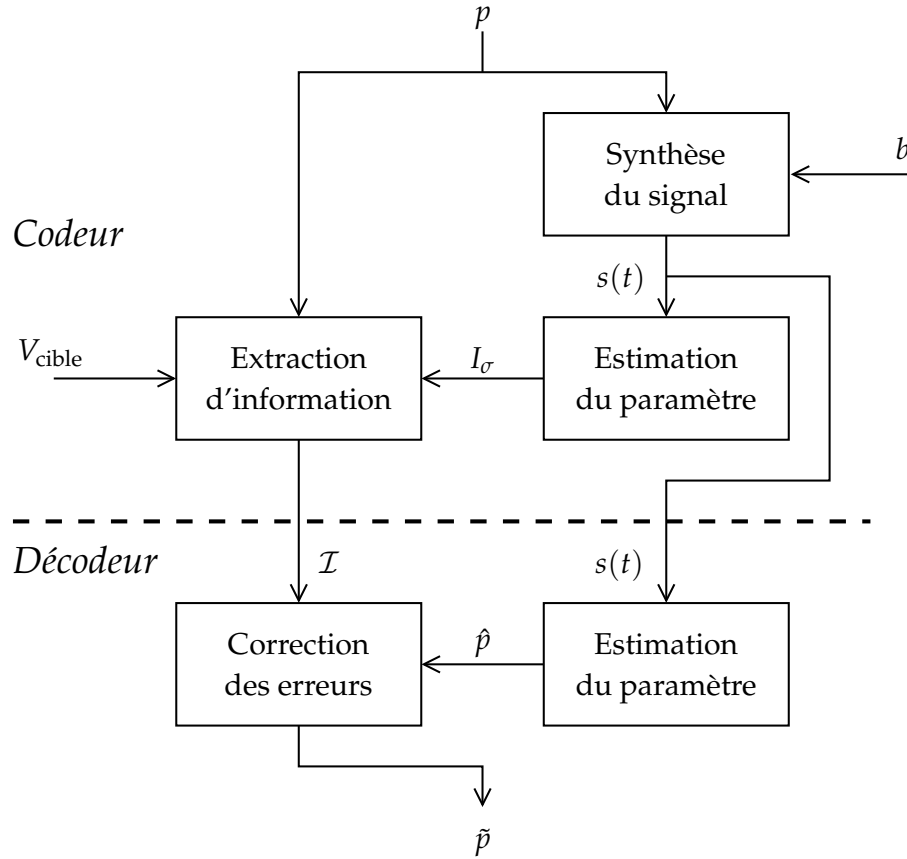 p
Synthèse
du signal
b
Codeur
s(t)
V_cible
Extraction
d'information
I_σ
Estimation
du paramètre
Décodeur
ℐ
s(t)
Correction
des erreurs
p̂
Estimation
du paramètre
p̃